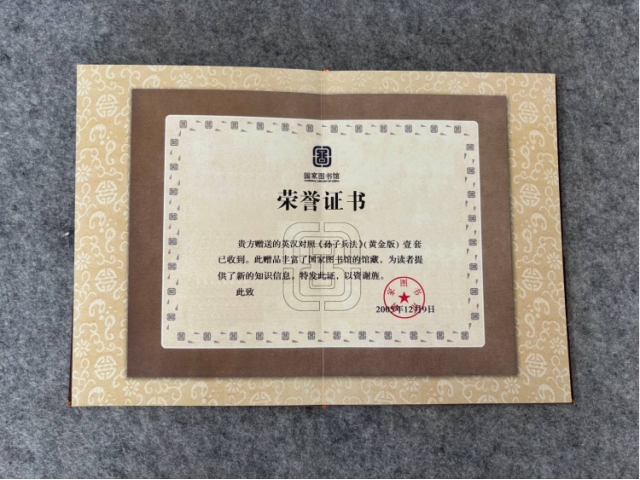 国家图书馆
荣誉证书
贵方赠送的英汉对照《孙子兵法》(黄金版)壹套
已收到。此赠品丰富了国家图书馆的馆藏，为读者提
供了新的知识信息。特发此证，以资谢旌。
此致
2005年12月9日